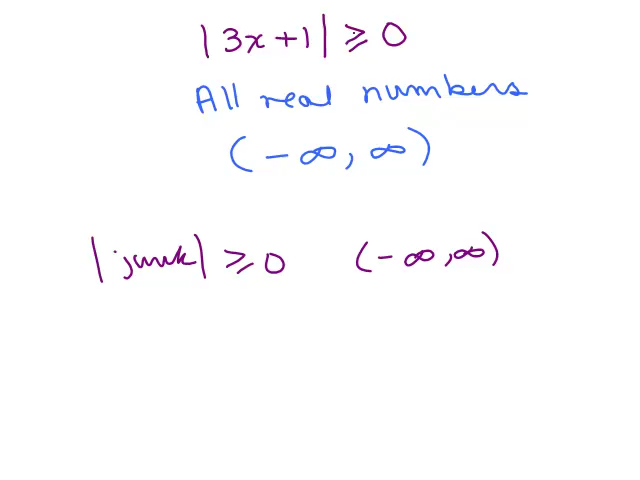 |3x+1| ≥ 0
All real numbers
(-∞, ∞)
|junk| ≥ 0 (-∞, ∞)